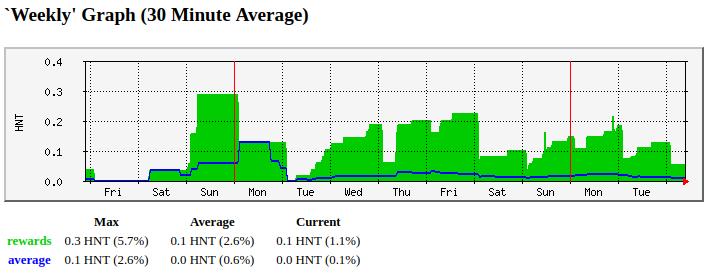 `Weekly' Graph (30 Minute Average)
HNT
0.4
0.3
0.2
0.1
0.0
Fri Sat Sun Mon Tue Wed Thu Fri Sat Sun Mon Tue
Max Average Current
rewards 0.3 HNT (5.7%) 0.1 HNT (2.6%) 0.1 HNT (1.1%)
average 0.1 HNT (2.6%) 0.0 HNT (0.6%) 0.0 HNT (0.1%)